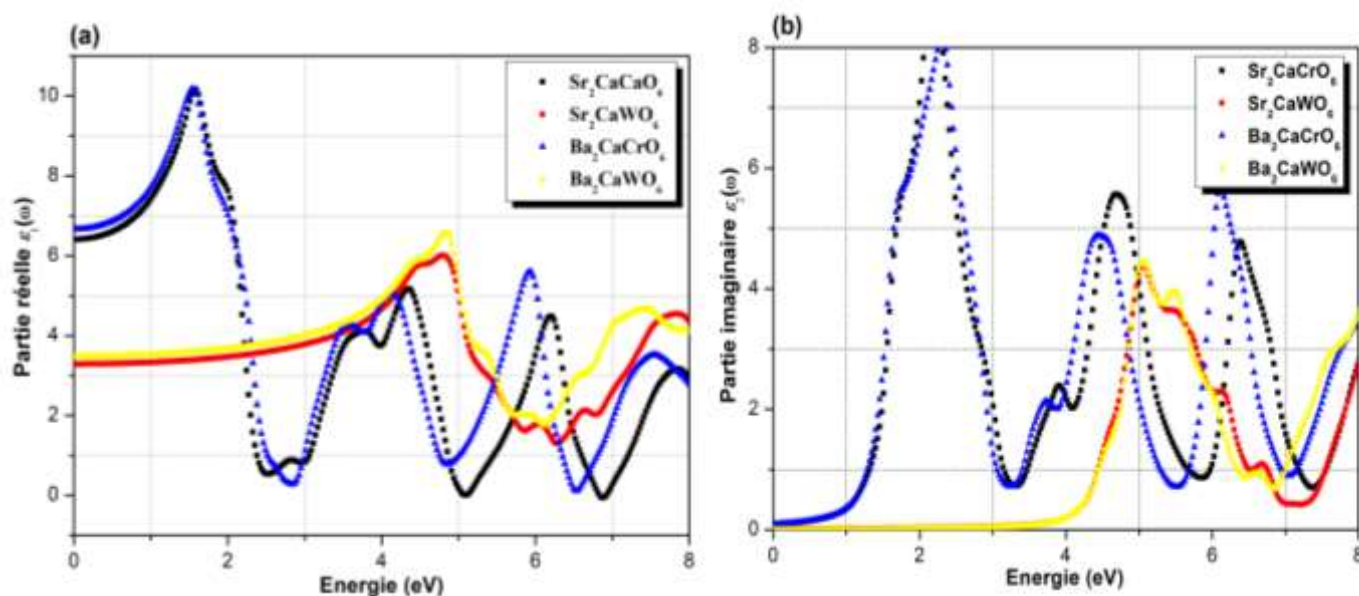 (a)
Sr₂CaCaO₆
Sr₂CaWO₆
Ba₂CaCrO₆
Ba₂CaWO₆
Partie réelle ε₁(ω)
10
8
6
4
2
0
0 2 4 6 8
Energie (eV)
(b)
Sr₂CaCrO₆
Sr₂CaWO₆
Ba₂CaCrO₆
Ba₂CaWO₆
Partie imaginaire ε₂(ω)
8
6
4
2
0
0 2 4 6 8
Energie (eV)